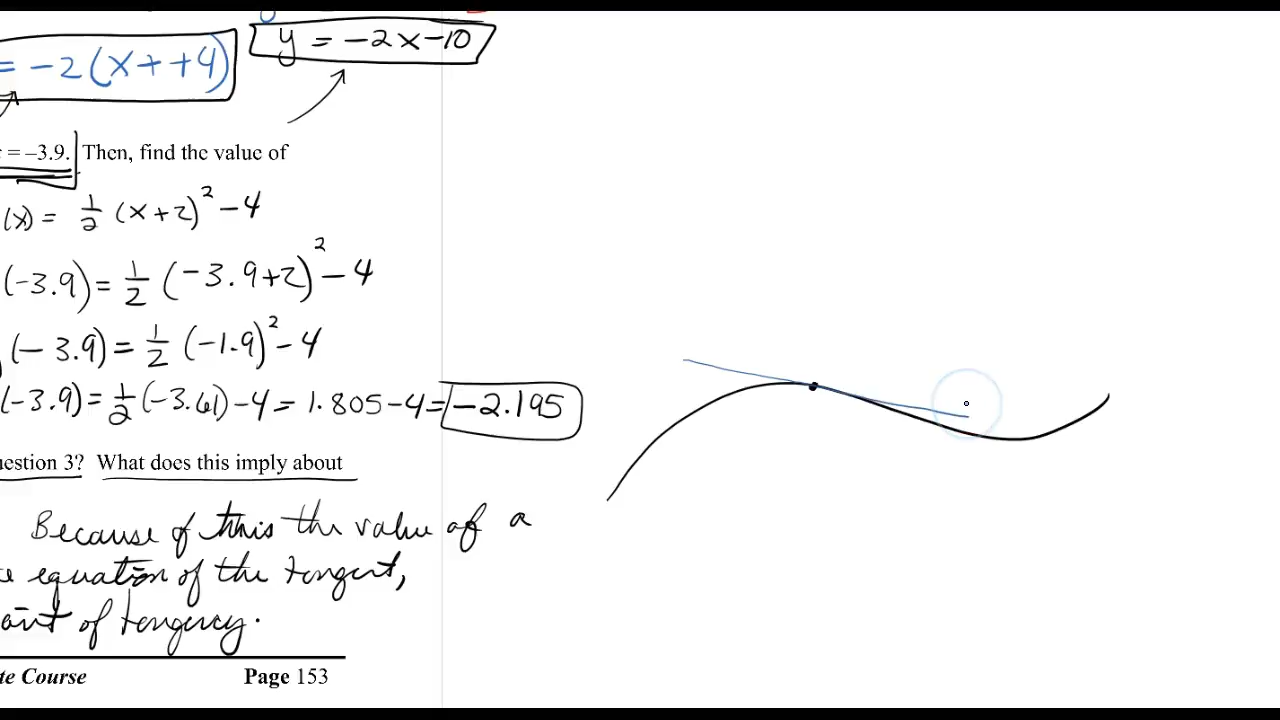 y = -2x-10
= -2(x++4)
= –3.9. Then, find the value of
(x) = 1/2 (x+2)² -4
(-3.9) = 1/2 (-3.9+2)² -4
(-3.9) = 1/2 (-1.9)² -4
(-3.9) = 1/2 (-3.61) -4 = 1.805-4 = -2.195
uestion 3? What does this imply about
Because of this the value of a
equation of the tangent,
of tangency.
te Course Page 153